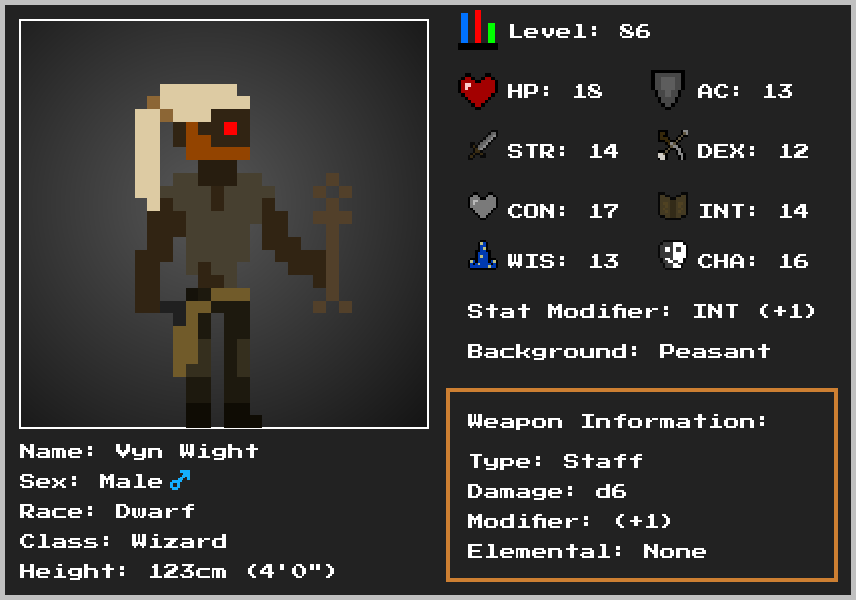 Level: 86
HP: 18 AC: 13
STR: 14 DEX: 12
CON: 17 INT: 14
WIS: 13 CHA: 16
Stat Modifier: INT (+1)
Background: Peasant
Weapon Information:
Type: Staff
Damage: d6
Modifier: (+1)
Elemental: None
Name: Vyn Wight
Sex: Male ♂
Race: Dwarf
Class: Wizard
Height: 123cm (4'0")